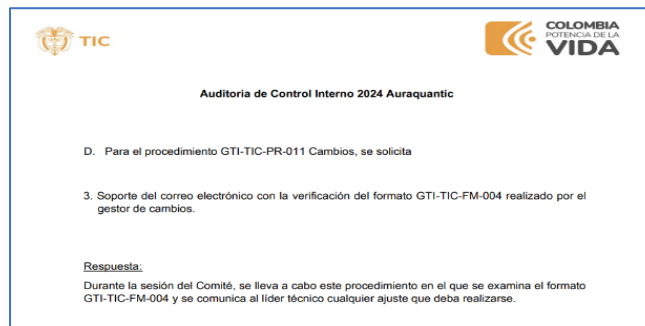 TIC
COLOMBIA
POTENCIA DE LA
VIDA
Auditoria de Control Interno 2024 Auraquantic
D. Para el procedimiento GTI-TIC-PR-011 Cambios, se solicita
3. Soporte del correo electrónico con la verificación del formato GTI-TIC-FM-004 realizado por el
gestor de cambios.
Respuesta:
Durante la sesión del Comité, se lleva a cabo este procedimiento en el que se examina el formato
GTI-TIC-FM-004 y se comunica al líder técnico cualquier ajuste que deba realizarse.